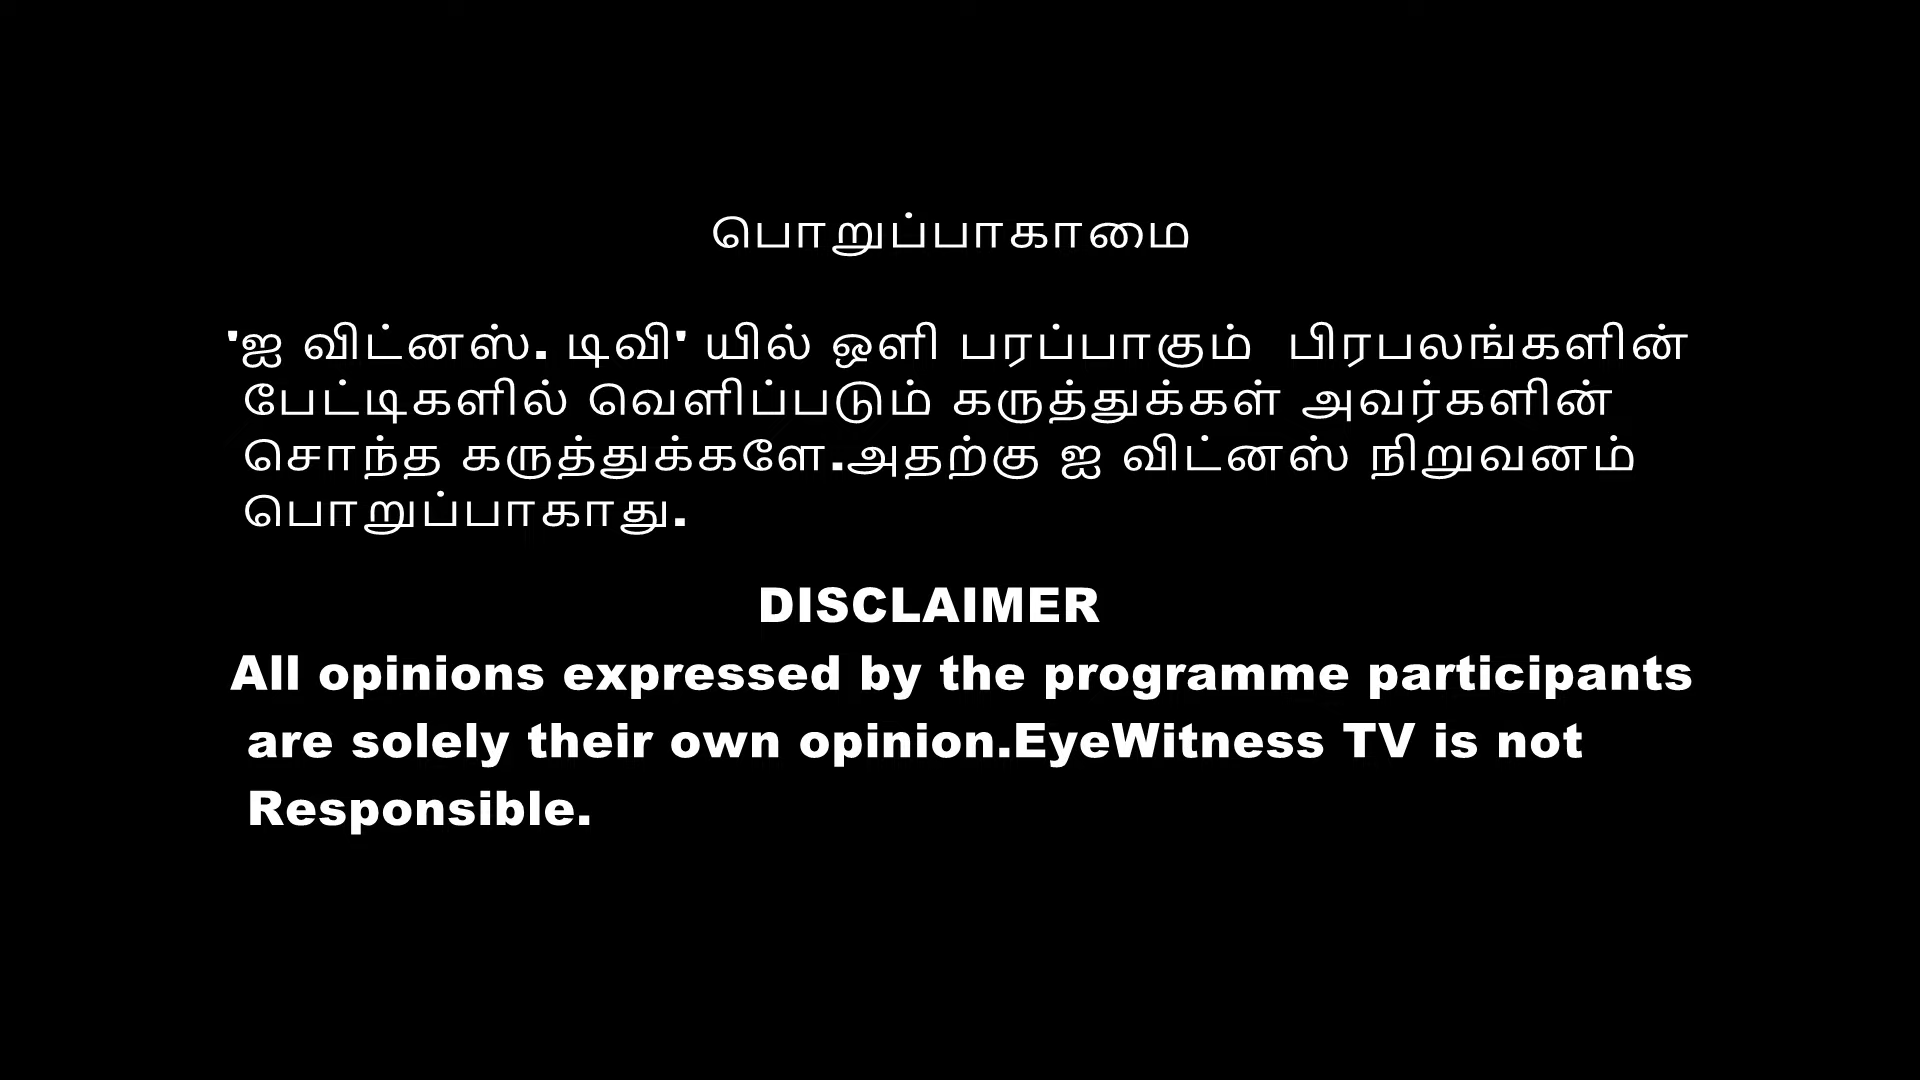 பொறுப்பாகாமை
'ஐ விட்னஸ். டிவி' யில் ஒளி பரப்பாகும் பிரபலங்களின்
பேட்டிகளில் வெளிப்படும் கருத்துக்கள் அவர்களின்
சொந்த கருத்துக்களே.அதற்கு ஐ விட்னஸ் நிறுவனம்
பொறுப்பாகாது.
DISCLAIMER
All opinions expressed by the programme participants
are solely their own opinion.EyeWitness TV is not
Responsible.